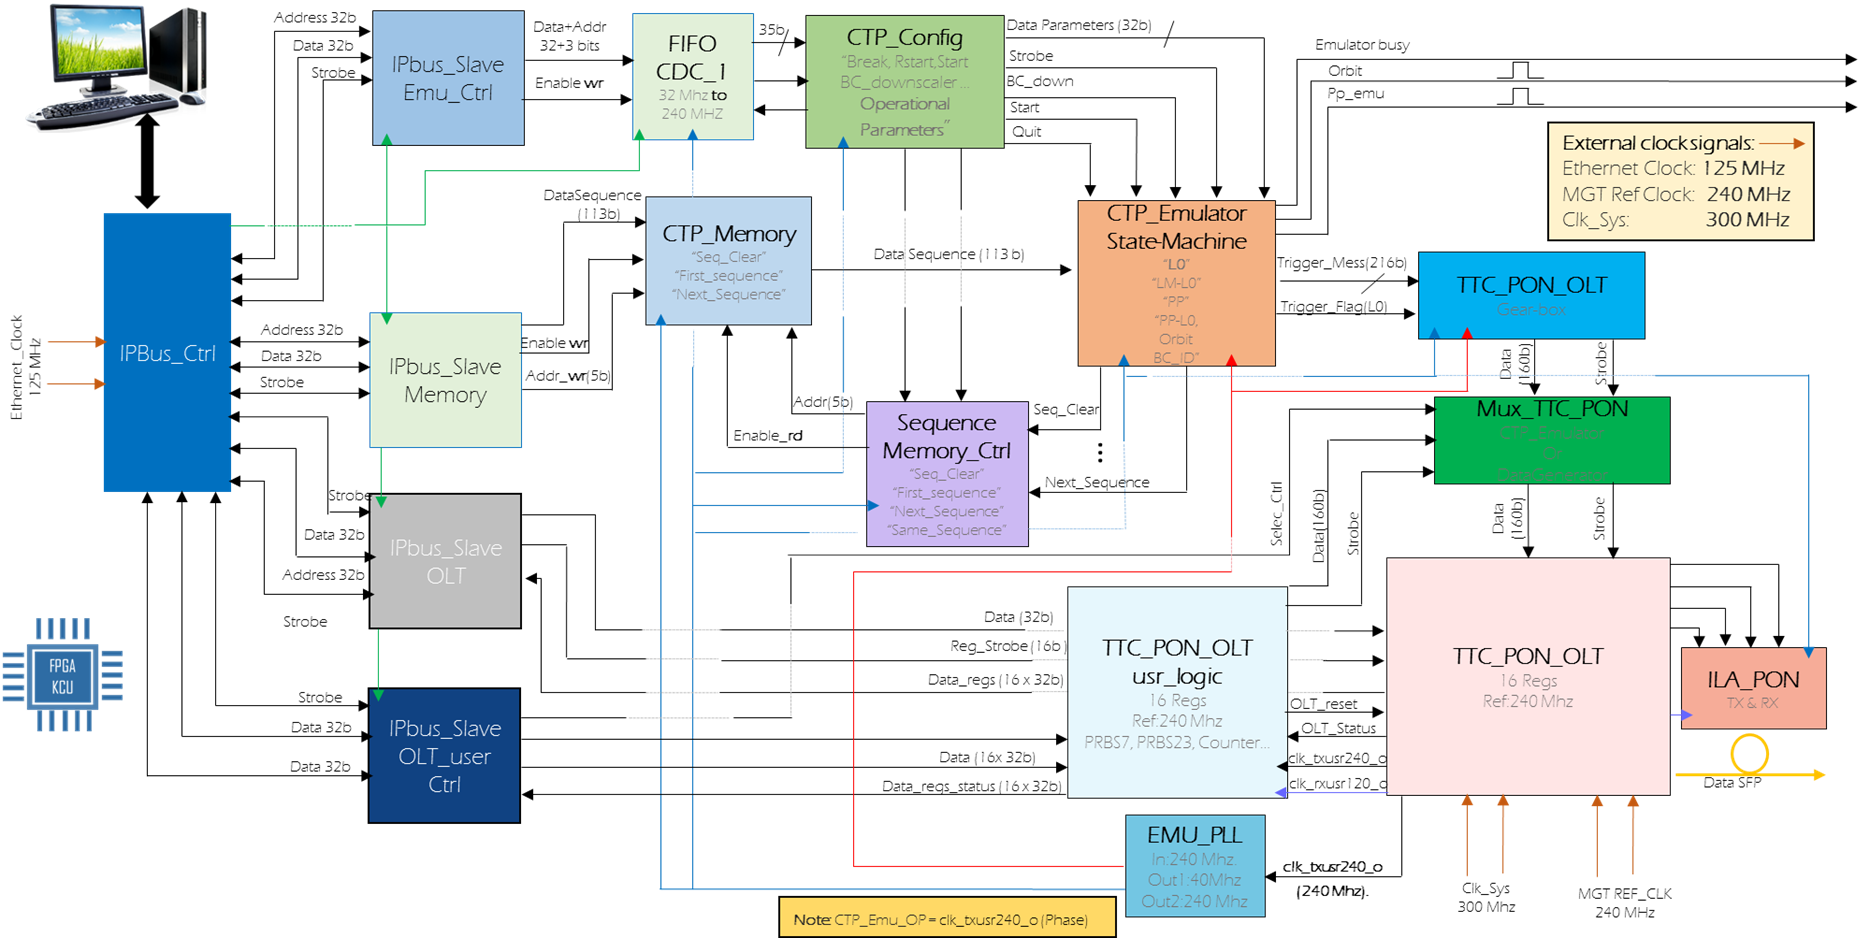 Address 32b
Data 32b
Strobe
IPbus_Slave
Emu_Ctrl
Data+Addr
32+3 bits
Enable wr
FIFO
CDC_1
32 Mhz to
240 MHZ
35b
CTP_Config
“Break, Rstart,Start
BC_downscaler ...
Operational
Parameters”
Data Parameters (32b)
Strobe
BC_down
Start
Quit
Emulator busy
Orbit
Pp_emu
External clock signals:
Ethernet Clock: 125 MHz
MGT Ref Clock: 240 MHz
Clk_Sys: 300 MHz
DataSequence
(113b)
CTP_Memory
“Seq_Clear”
“First_sequence”
“Next_Sequence”
Data Sequence (113 b)
CTP_Emulator
State-Machine
“L0”
“LM-L0”
“PP”
“PP-L0,
Orbit
BC_ID”
Trigger_Mess(216b)
Trigger_Flag(L0)
TTC_PON_OLT
Gear-box
Ethernet_Clock
125 MHz
IPBus_Ctrl
Address 32b
Data 32b
Strobe
IPbus_Slave
Memory
Enable wr
Addr_wr(5b)
Addr(5b)
Enable_rd
Sequence
Memory_Ctrl
“Seq_Clear”
“First_sequence”
“Next_Sequence”
“Same_Sequence”
Seq_Clear
Next_Sequence
Data
(160b)
Strobe
Mux_TTC_PON
CTP_Emulator
Or
Selec_Ctrl
Data(160b)
Strobe
Data
(160b)
Strobe
Strobe
Data 32b
Address 32b
Strobe
IPbus_Slave
OLT
Data (32b)
Reg_Strobe (16b)
Data_regs (16 x 32b)
TTC_PON_OLT
usr_logic
16 Regs
Ref:240 Mhz
PRBS7, PRBS23, Counter...
OLT_reset
OLT_Status
clk_txusr240_o
clk_rxusr120_o
TTC_PON_OLT
16 Regs
Ref:240 Mhz
ILA_PON
TX & RX
Data SFP
FPGA
KCU
Strobe
Data 32b
Data 32b
IPbus_Slave
OLT_user
Ctrl
Data (16x 32b)
Data_regs_status (16 x 32b)
EMU_PLL
In:240 Mhz.
Out1:40Mhz
Out2:240 Mhz
clk_txusr240_o
(240 Mhz).
Clk_Sys
300 Mhz
MGT REF_CLK
240 MHz
Note: CTP_Emu_OP = clk_txusr240_o (Phase)